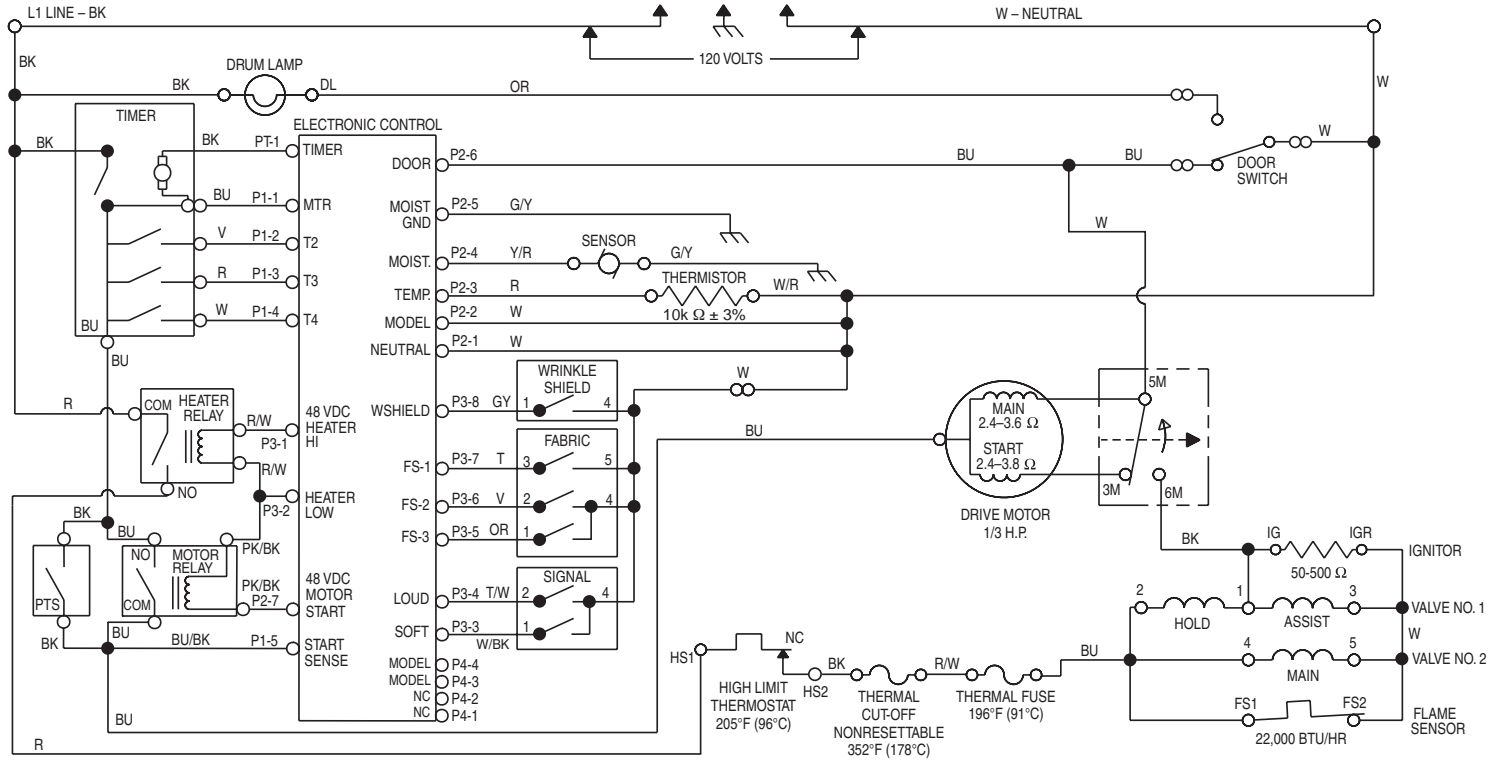 L1 LINE – BK
W – NEUTRAL
120 VOLTS
BK
W
DRUM LAMP
BK
DL
OR
TIMER
ELECTRONIC CONTROL
BK
BK
PT-1
TIMER
DOOR
P2-6
BU
BU
W
DOOR
SWITCH
BU
P1-1
MTR
MOIST
GND
P2-5
G/Y
W
V
P1-2
T2
MOIST.
P2-4
Y/R
SENSOR
G/Y
R
P1-3
T3
TEMP.
P2-3
R
THERMISTOR
10k Ω ± 3%
W/R
W
P1-4
T4
MODEL
P2-2
W
BU
NEUTRAL
P2-1
W
BU
W
WRINKLE
SHIELD
R
COM
HEATER
RELAY
R/W
P3-1
48 VDC
HEATER
HI
WSHIELD
P3-8
GY
1
4
5M
MAIN
2.4–3.6 Ω
START
2.4–3.8 Ω
BU
FABRIC
R/W
FS-1
P3-7
T
3
5
NO
P3-2
HEATER
LOW
FS-2
P3-6
V
2
4
3M
6M
BK
BU
PK/BK
FS-3
P3-5
OR
1
DRIVE MOTOR
1/3 H.P.
NO
MOTOR
RELAY
BK
IG
IGR
IGNITOR
50-500 Ω
PTS
COM
PK/BK
P2-7
48 VDC
MOTOR
START
SIGNAL
LOUD
P3-4
T/W
2
4
2
1
3
VALVE NO. 1
HOLD
ASSIST
BK
BU
BU/BK
P1-5
START
SENSE
SOFT
P3-3
W/BK
1
W
HS1
NC
HS2
BK
R/W
BU
4
5
VALVE NO. 2
MAIN
MODEL
P4-4
MODEL
P4-3
NC
P4-2
NC
P4-1
HIGH LIMIT
THERMOSTAT
205°F (96°C)
THERMAL
CUT-OFF
NONRESETTABLE
352°F (178°C)
THERMAL FUSE
196°F (91°C)
FS1
FS2
FLAME
SENSOR
22,000 BTU/HR
BU
R